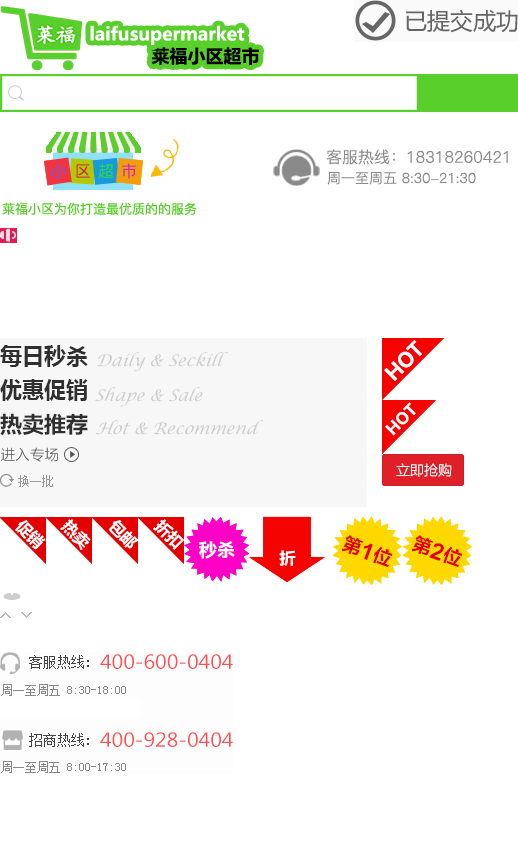 莱福 laifusupermarket
莱福小区超市
已提交成功
小区超市
莱福小区为你打造最优质的的服务
客服热线：18318260421
周一至周五 8:30-21:30
每日秒杀 Daily & Seckill
优惠促销 Shape & Sale
热卖推荐 Hot & Recommend
进入专场
换一批
HOT
HOT
立即抢购
促销 热卖 包邮 折扣 秒杀 折 第1位 第2位
客服热线：400-600-0404
周一至周五 8:30-18:00
招商热线：400-928-0404
周一至周五 8:00-17:30